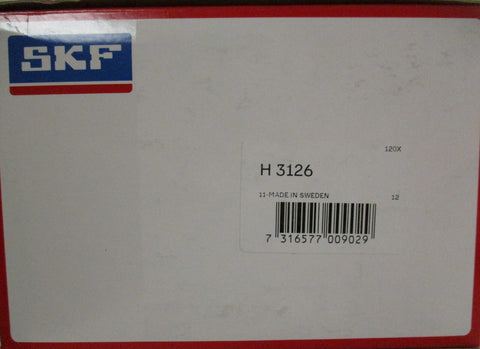 SKF
120X
H 3126
11-MADE IN SWEDEN 12
7 316577 009029